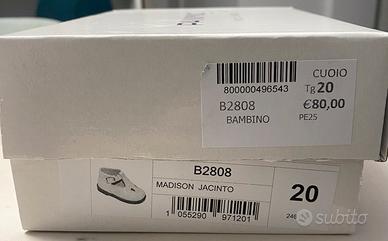 CUOIO
800000496543
Tg 20
B2808
€80,00
BAMBINO
PE25
B2808
MADISON JACINTO
20
1 055290 971201
subito